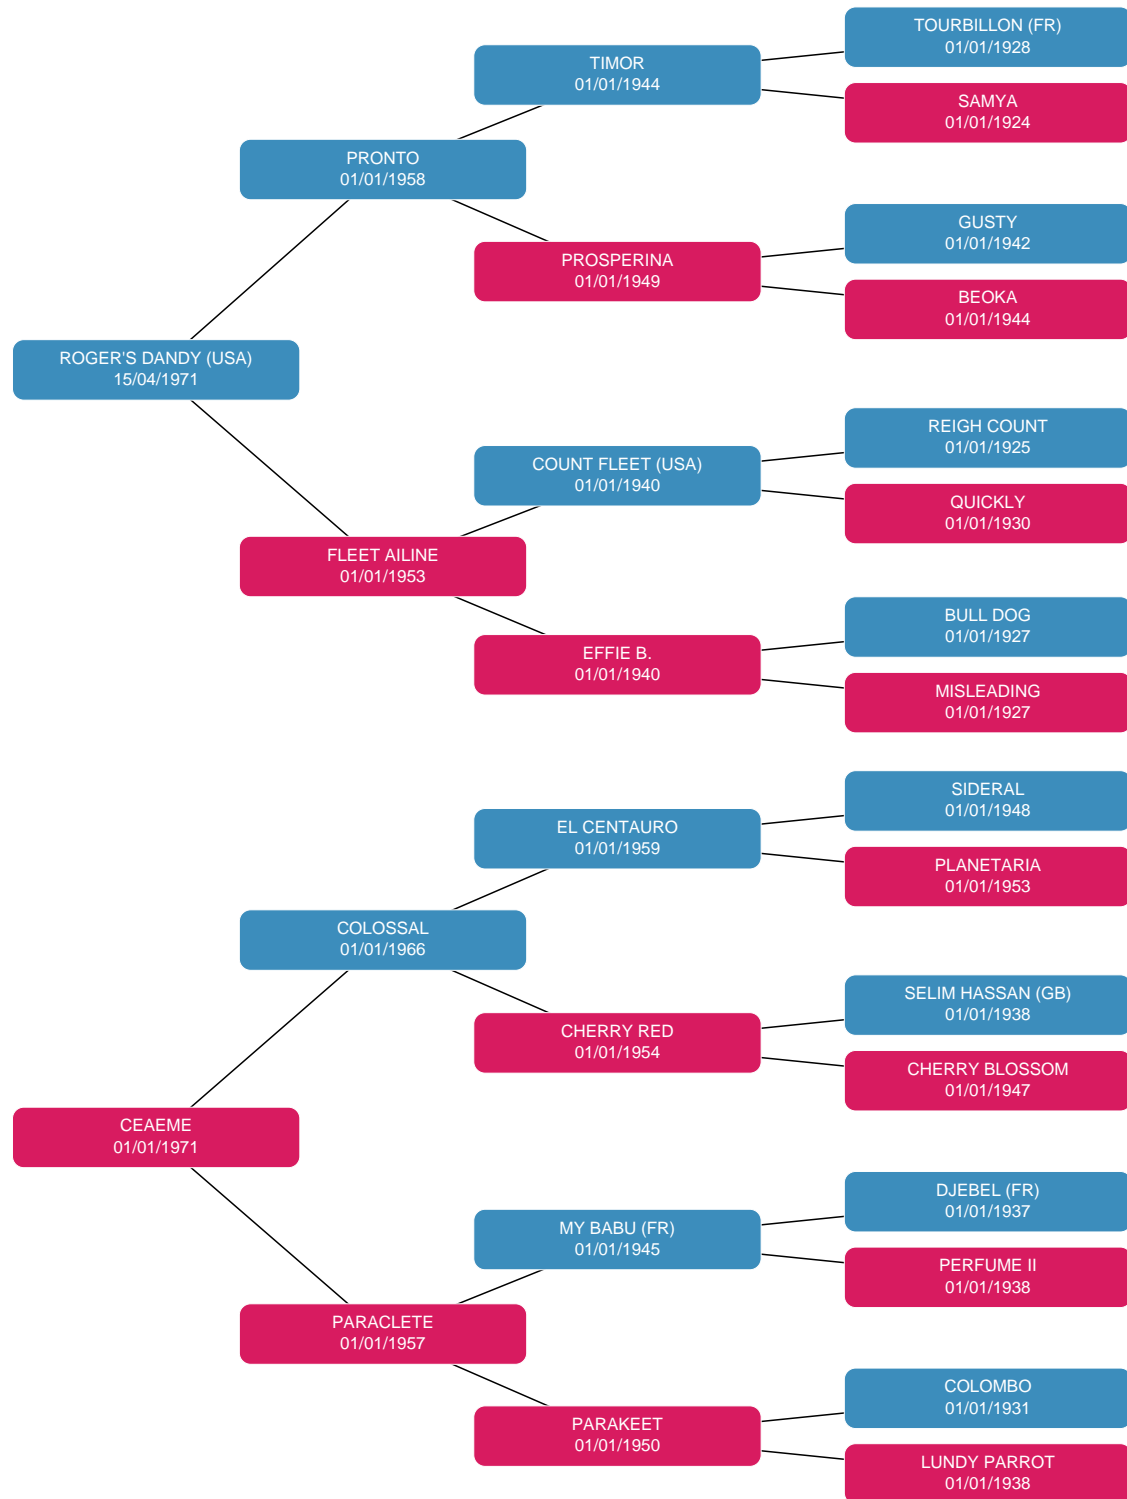 TOURBILLON (FR)
01/01/1928
TIMOR
01/01/1944
SAMYA
01/01/1924
PRONTO
01/01/1958
GUSTY
01/01/1942
PROSPERINA
01/01/1949
BEOKA
01/01/1944
ROGER'S DANDY (USA)
15/04/1971
REIGH COUNT
01/01/1925
COUNT FLEET (USA)
01/01/1940
QUICKLY
01/01/1930
FLEET AILINE
01/01/1953
BULL DOG
01/01/1927
EFFIE B.
01/01/1940
MISLEADING
01/01/1927
SIDERAL
01/01/1948
EL CENTAURO
01/01/1959
PLANETARIA
01/01/1953
COLOSSAL
01/01/1966
SELIM HASSAN (GB)
01/01/1938
CHERRY RED
01/01/1954
CHERRY BLOSSOM
01/01/1947
CEAEME
01/01/1971
DJEBEL (FR)
01/01/1937
MY BABU (FR)
01/01/1945
PERFUME II
01/01/1938
PARACLETE
01/01/1957
COLOMBO
01/01/1931
PARAKEET
01/01/1950
LUNDY PARROT
01/01/1938